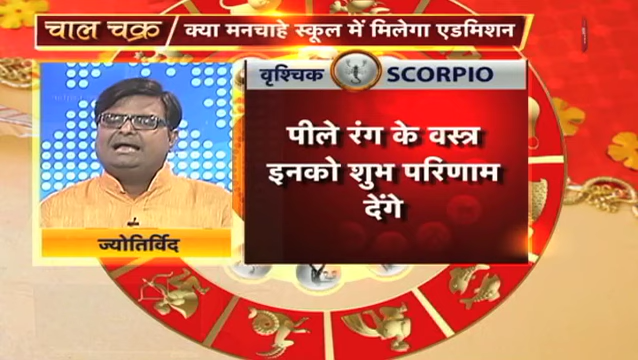 चाल चक्र
क्या मनचाहे स्कूल में मिलेगा एडमिशन
वृश्चिक SCORPIO
पीले रंग के वस्त्र
इनको शुभ परिणाम
देंगे
ज्योतिर्विद